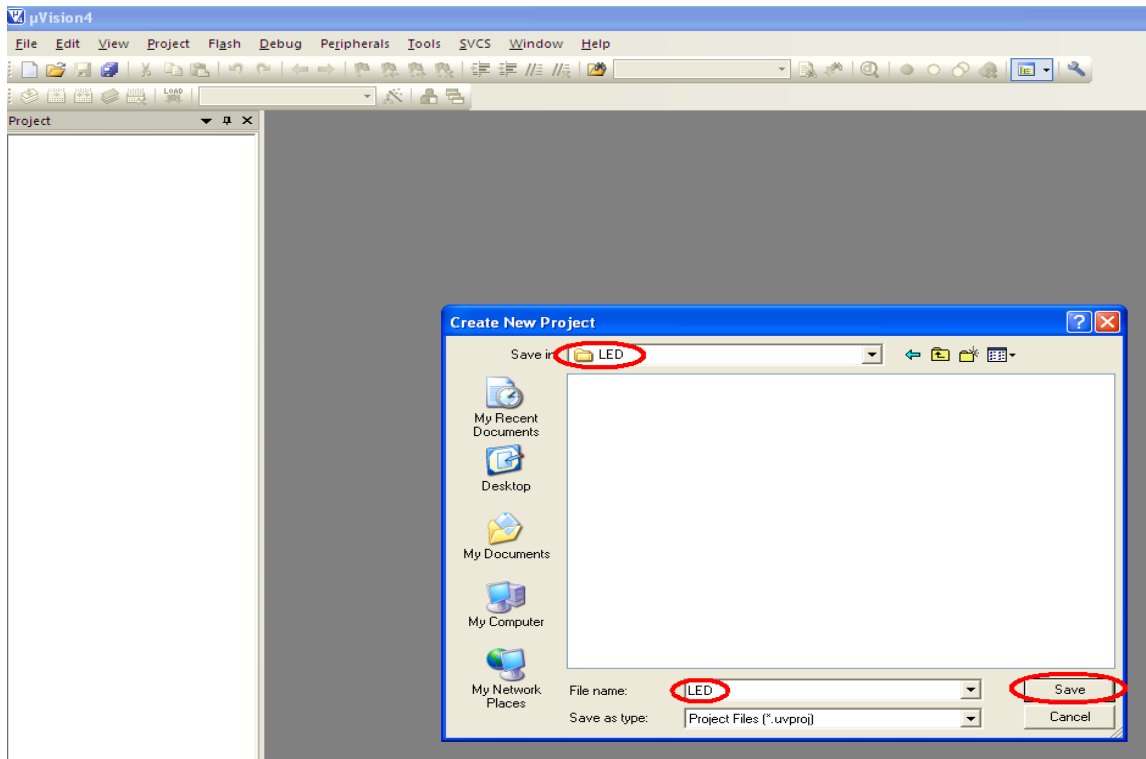 µVision4
File Edit View Project Flash Debug Peripherals Tools SVCS Window Help
LOAD
Project
Create New Project
Save in
LED
My Recent
Documents
Desktop
My Documents
My Computer
My Network
Places
File name: LED Save
Save as type: Project Files (*.uvproj) Cancel